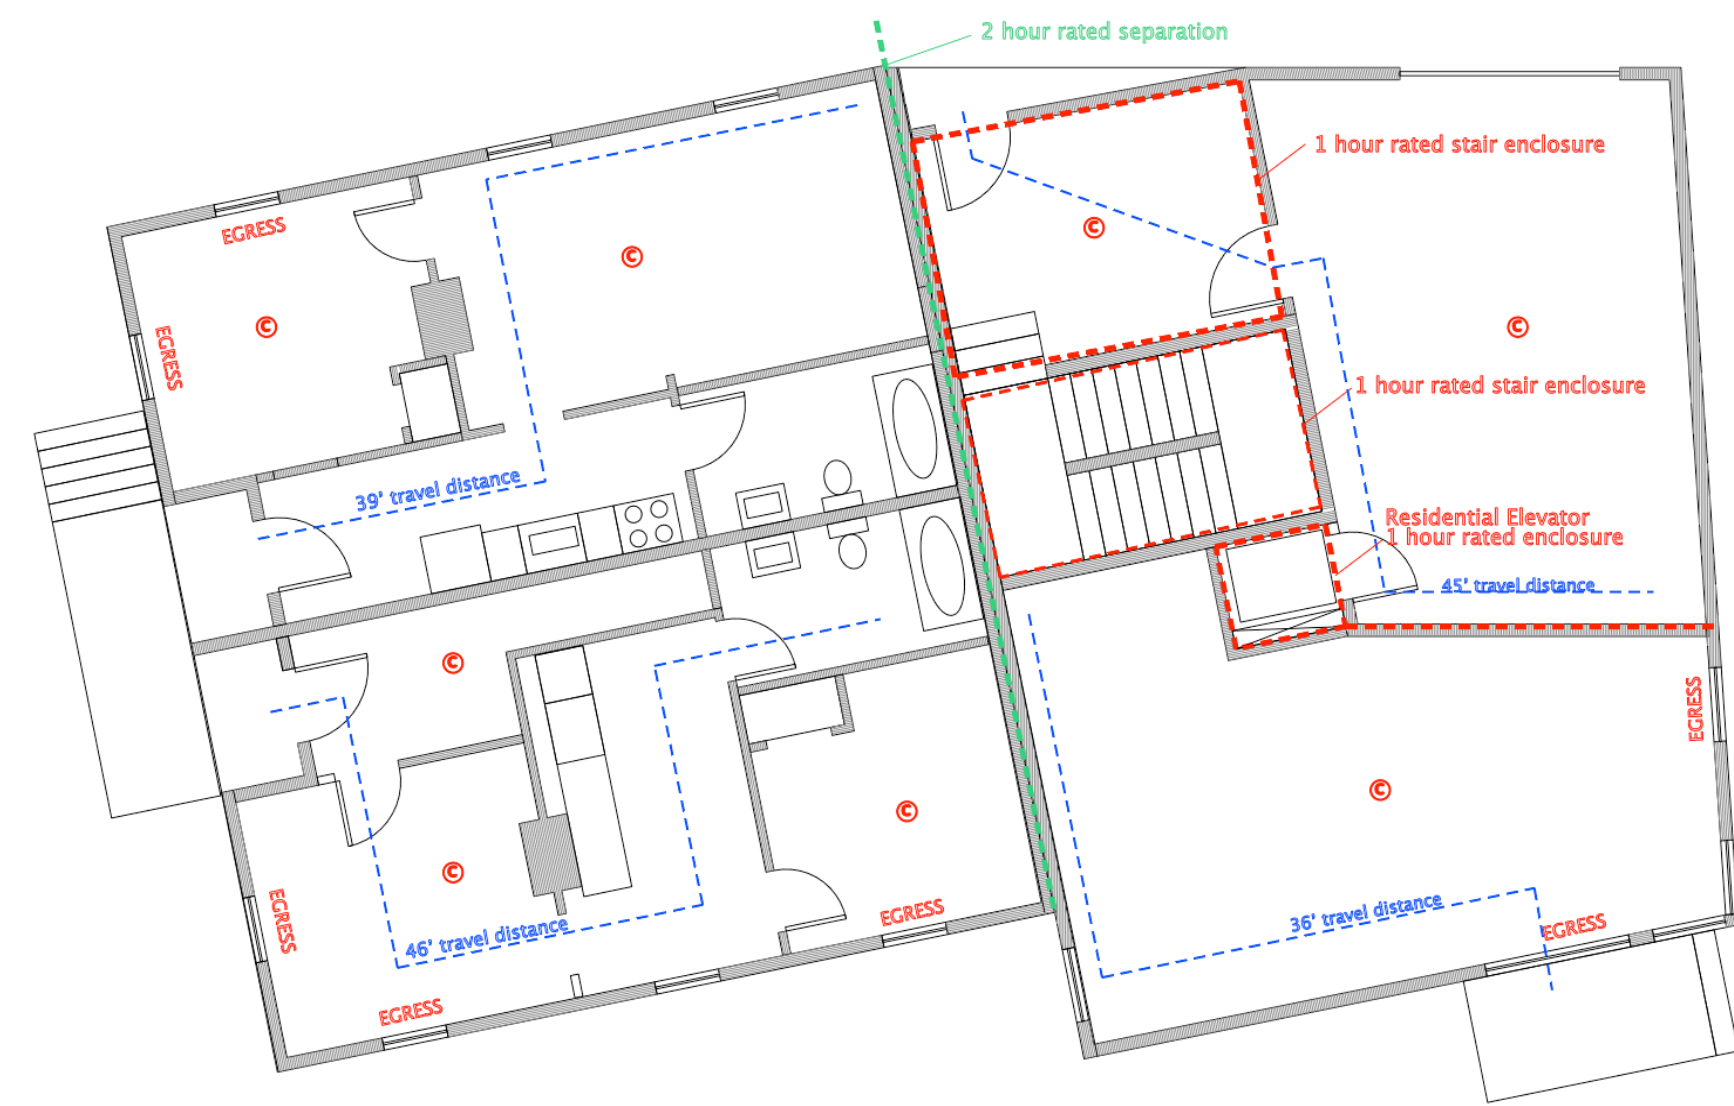 2 hour rated separation
1 hour rated stair enclosure
EGRESS
©
©
©
©
EGRESS
1 hour rated stair enclosure
39’ travel distance
Residential Elevator
1 hour rated enclosure
45’ travel distance
©
EGRESS
©
©
©
EGRESS
EGRESS
36’ travel distance
EGRESS
46’ travel distance
EGRESS